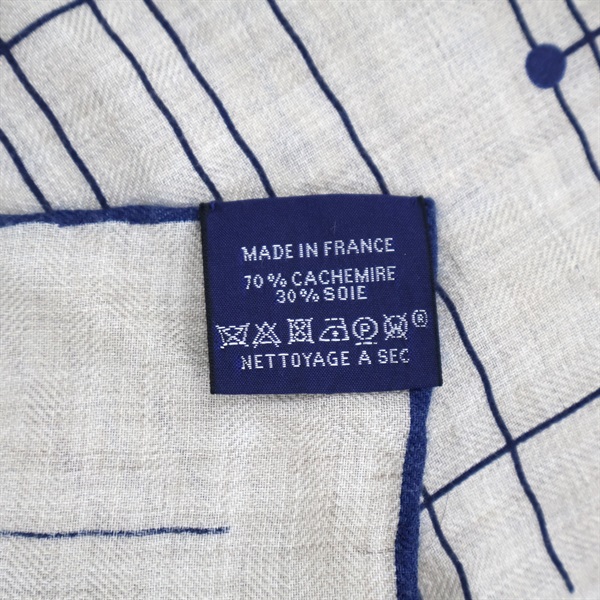 MADE IN FRANCE
70% CACHEMIRE
30% SOIE
®
NETTOYAGE A SEC